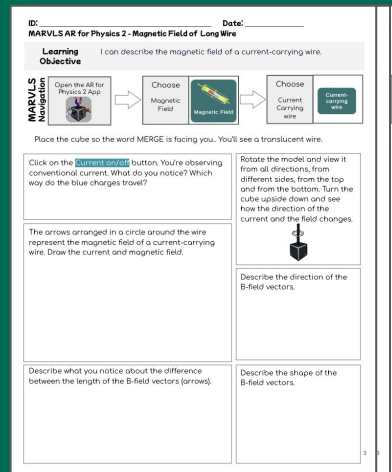 ID:____________________ Date:____________
MARVLS AR for Physics 2 - Magnetic Field of Long Wire
Learning
Objective
I can describe the magnetic field of a current-carrying wire.
MARVLS
Navigation
Open the AR for
Physics 2 App
Choose
Magnetic
Field
Magnetic Field
Choose
Current
Carrying
wire
Current-
carrying
wire
Place the cube so the word MERGE is facing you.. You'll see a translucent wire.
Click on the Current on/off button. You're observing
conventional current. What do you notice? Which
way do the blue charges travel?
Rotate the model and view it
from all directions, from
different sides, from the top
and from the bottom. Turn the
cube upside down and see
how the direction of the
current and the field changes.
The arrows arranged in a circle around the wire
represent the magnetic field of a current-carrying
wire. Draw the current and magnetic field.
Describe the direction of the
B-field vectors.
Describe what you notice about the difference
between the length of the B-field vectors (arrows).
Describe the shape of the
B-field vectors.
3